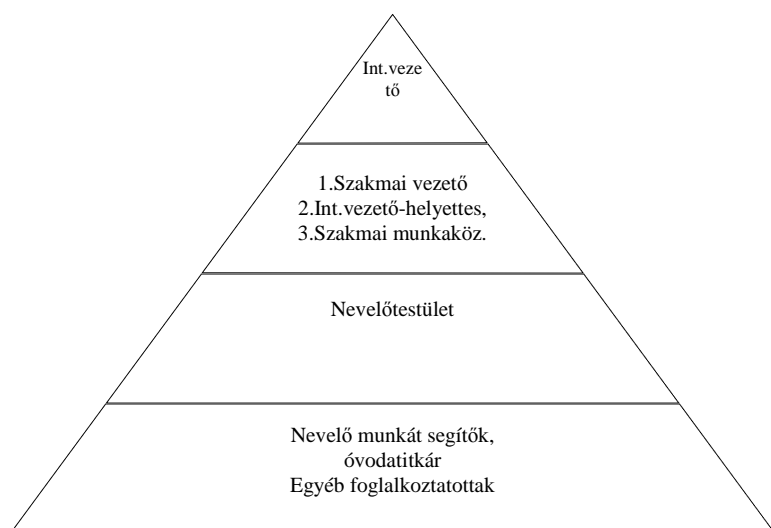 Int.veze
tő
1.Szakmai vezető
2.Int.vezető-helyettes,
3.Szakmai munkaköz.
Nevelőtestület
Nevelő munkát segítők,
óvodatitkár
Egyéb foglalkoztatottak